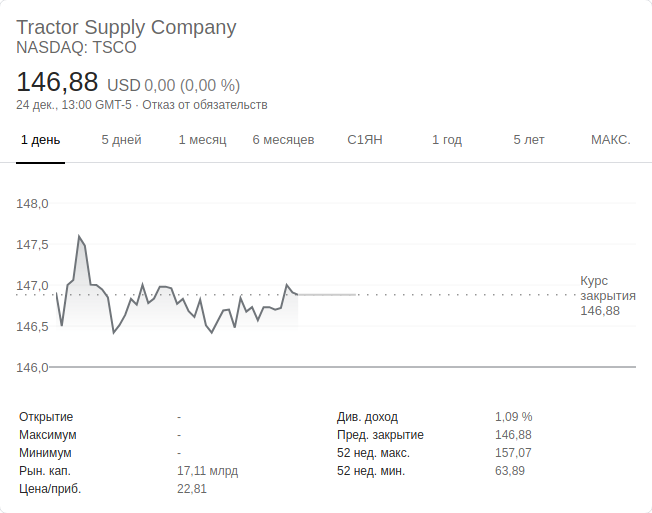 Tractor Supply Company
NASDAQ: TSCO
146,88 USD 0,00 (0,00 %)
24 дек., 13:00 GMT-5 · Отказ от обязательств
1 день 5 дней 1 месяц 6 месяцев С1ЯН 1 год 5 лет МАКС.
148,0
147,5
147,0
146,5
146,0
Курс
закрытия
146,88
Открытие -
Максимум -
Минимум -
Рын. кап. 17,11 млрд
Цена/приб. 22,81
Див. доход 1,09 %
Пред. закрытие 146,88
52 нед. макс. 157,07
52 нед. мин. 63,89